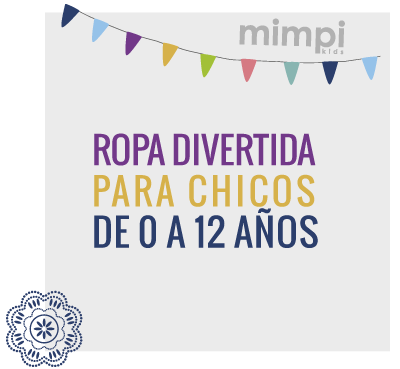 mimpi
kids
ROPA DIVERTIDA
PARA CHICOS
DE 0 A 12 AÑOS